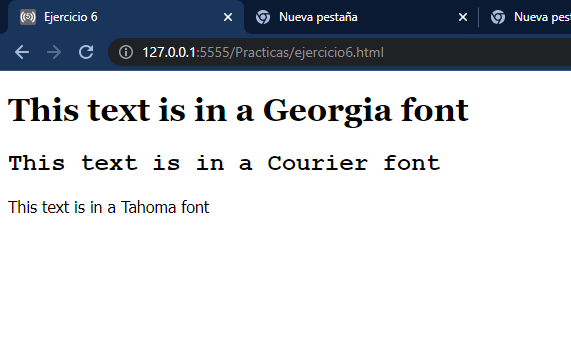 Ejercicio 6 Nueva pestaña Nueva pes
127.0.0.1:5555/Practicas/ejercicio6.html
This text is in a Georgia font
This text is in a Courier font
This text is in a Tahoma font